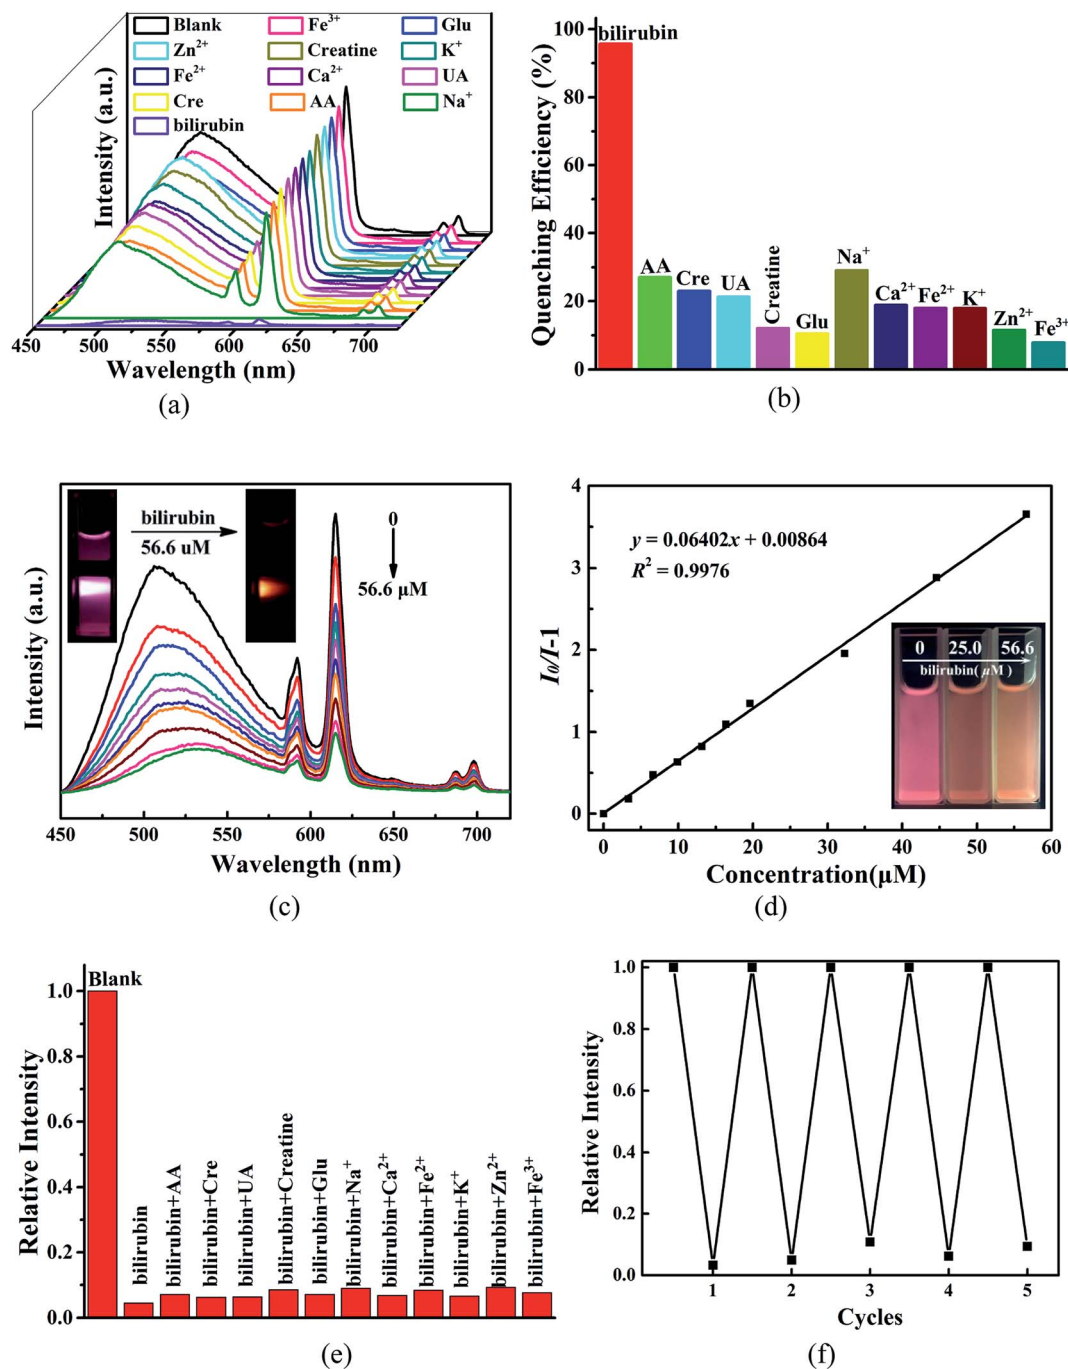 Blank
Fe³⁺
Glu
Zn²⁺
Creatine
K⁺
Fe²⁺
Ca²⁺
UA
Cre
AA
Na⁺
bilirubin
Intensity (a.u.)
450 500 550 600 650 700
Wavelength (nm)
(a)
Quenching Efficiency (%)
100
80
60
40
20
0
bilirubin
AA
Cre
UA
Creatine
Glu
Na⁺
Ca²⁺
Fe²⁺
K⁺
Zn²⁺
Fe³⁺
(b)
Intensity (a.u.)
bilirubin
56.6 uM
0
56.6 μM
450 500 550 600 650 700
Wavelength (nm)
(c)
I₀/I-1
4
3
2
1
0
y = 0.06402x + 0.00864
R² = 0.9976
0 25.0 56.6
bilirubin( μM )
0 10 20 30 40 50 60
Concentration(μM)
(d)
Relative Intensity
1.0
0.8
0.6
0.4
0.2
0.0
Blank
bilirubin
bilirubin+AA
bilirubin+Cre
bilirubin+UA
bilirubin+Creatine
bilirubin+Glu
bilirubin+Na⁺
bilirubin+Ca²⁺
bilirubin+Fe²⁺
bilirubin+K⁺
bilirubin+Zn²⁺
bilirubin+Fe³⁺
(e)
Relative Intensity
1.0
0.8
0.6
0.4
0.2
0.0
1 2 3 4 5
Cycles
(f)